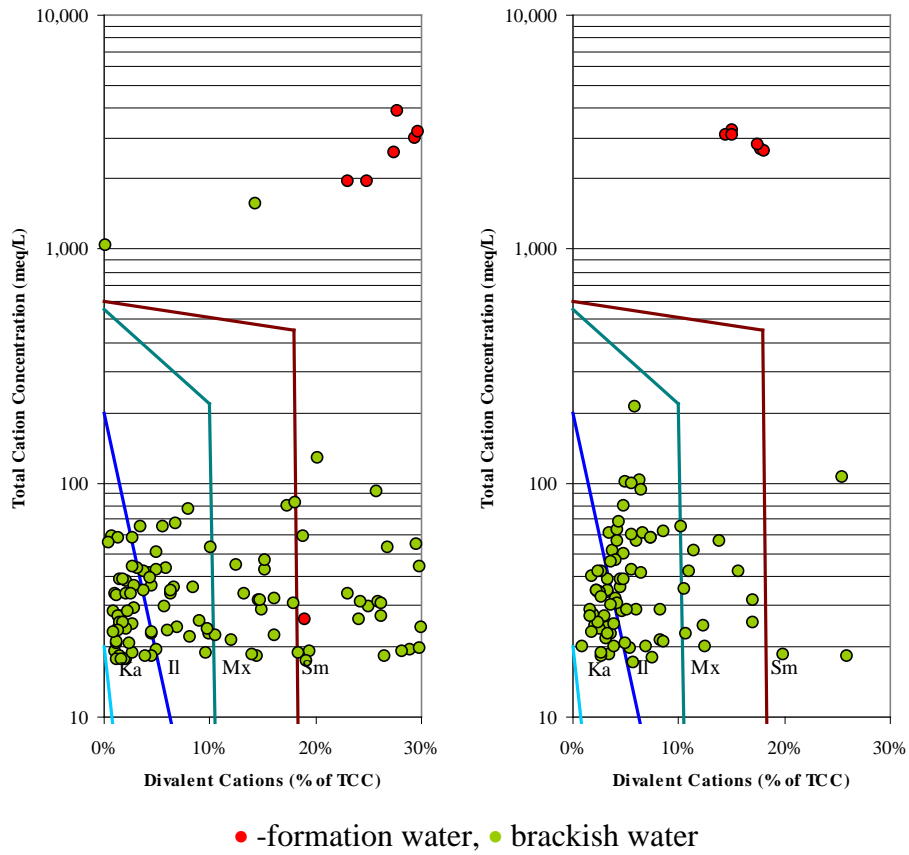 10,000
1,000
100
10
Total Cation Concentration (meq/L)
Ka
Il
Mx
Sm
0%
10%
20%
30%
Divalent Cations (% of TCC)
10,000
1,000
100
10
Total Cation Concentration (meq/L)
Ka
Il
Mx
Sm
0%
10%
20%
30%
Divalent Cations (% of TCC)
-formation water, brackish water